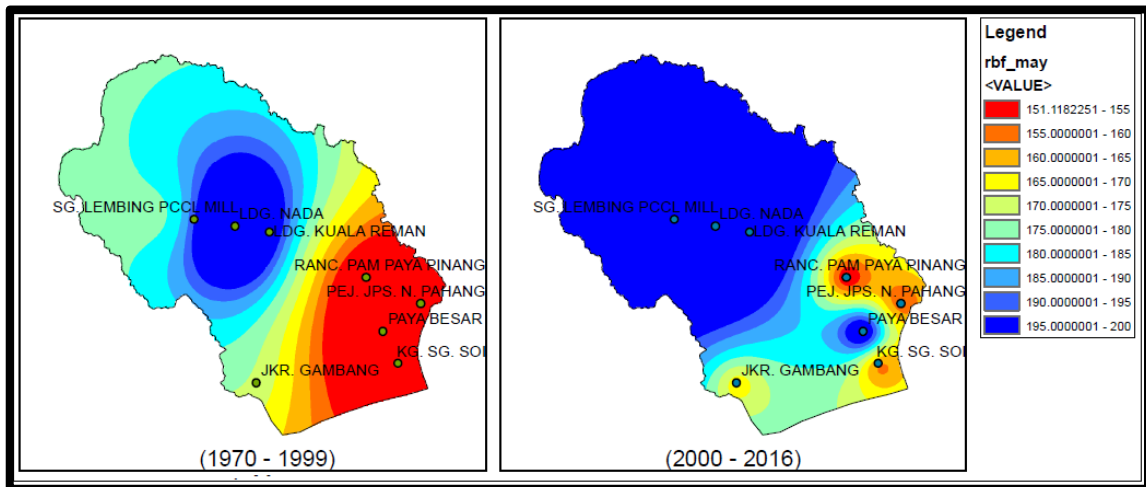 SG. LEMBING PCCL MILL
LDG. NADA
LDG. KUALA REMAN
RANC. PAM PAYA PINANG
PEJ. JPS. N. PAHANG
PAYA BESAR
KG. SG. SOI
JKR. GAMBANG
(1970 - 1999)
SG. LEMBING PCCL MILL
LDG. NADA
LDG. KUALA REMAN
RANC. PAM PAYA PINANG
PEJ. JPS. N. PAHANG
PAYA BESAR
KG. SG. SOI
JKR. GAMBANG
(2000 - 2016)
Legend
rbf_may
<VALUE>
151.1182251 - 155
155.0000001 - 160
160.0000001 - 165
165.0000001 - 170
170.0000001 - 175
175.0000001 - 180
180.0000001 - 185
185.0000001 - 190
190.0000001 - 195
195.0000001 - 200